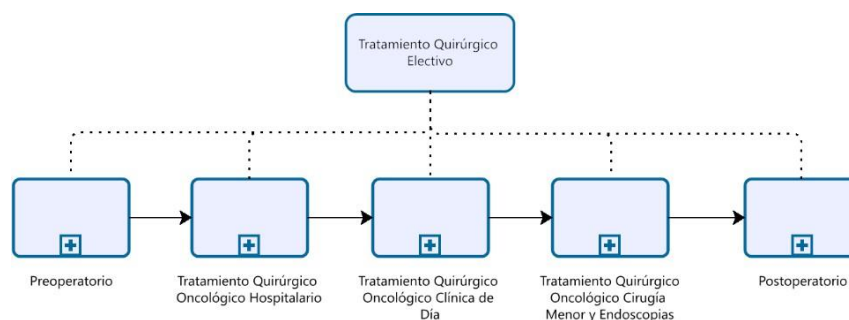 Tratamiento Quirúrgico
Electivo
Preoperatorio
Tratamiento Quirúrgico
Oncológico Hospitalario
Tratamiento Quirúrgico
Oncológico Clínica de
Día
Tratamiento Quirúrgico
Oncológico Cirugía
Menor y Endoscopias
Postoperatorio